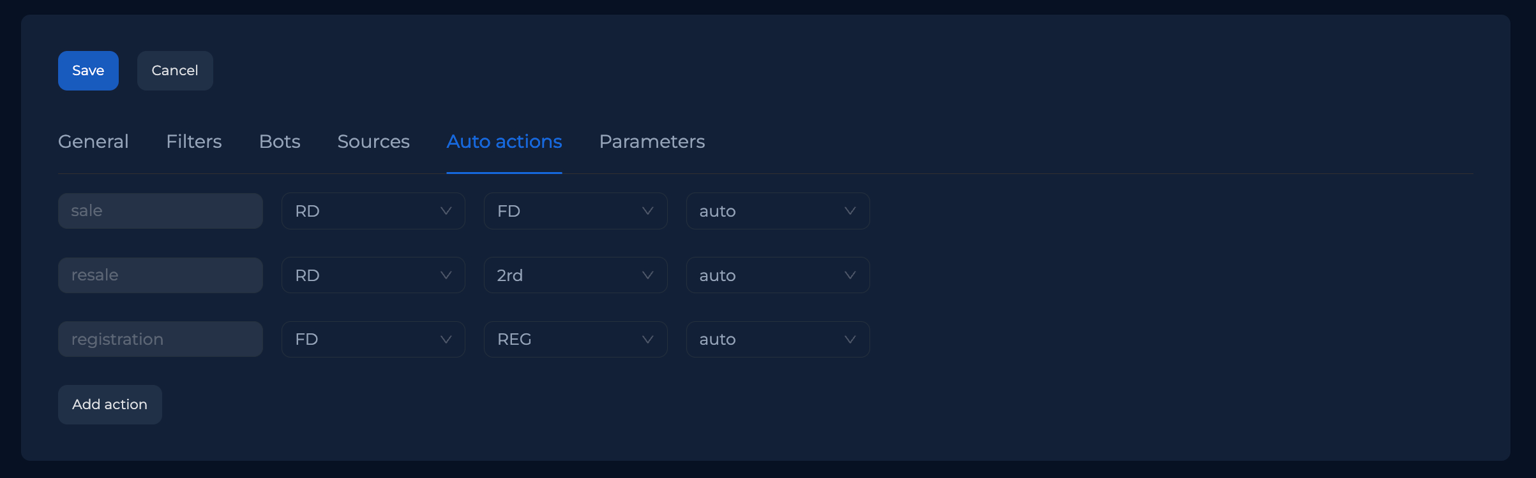 Save Cancel
General Filters Bots Sources Auto actions Parameters
sale RD FD auto
resale RD 2rd auto
registration FD REG auto
Add action